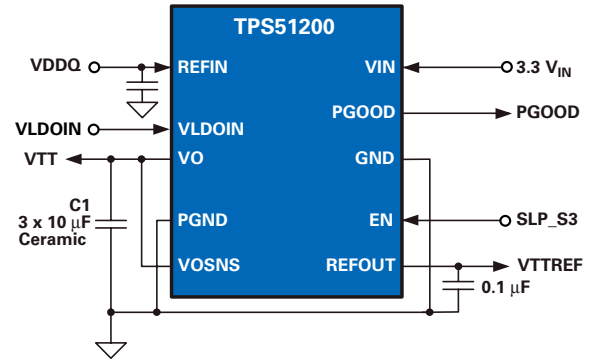 TPS51200
VDDQ
REFIN
VIN
3.3 V_IN
PGOOD
PGOOD
VLDOIN
VLDOIN
VTT
VO
GND
C1
3 x 10 μF
Ceramic
PGND
EN
SLP_S3
VOSNS
REFOUT
VTTREF
0.1 μF